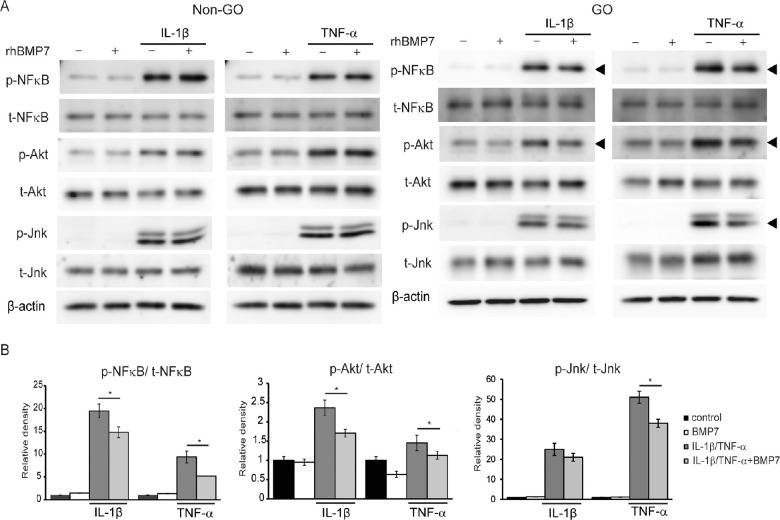 A
Non-GO
GO
IL-1β
TNF-α
IL-1β
TNF-α
rhBMP7 − + − + − + − +
rhBMP7 − + − + − + − +
p-NFκB
p-NFκB
t-NFκB
t-NFκB
p-Akt
p-Akt
t-Akt
t-Akt
p-Jnk
p-Jnk
t-Jnk
t-Jnk
β-actin
β-actin
B
p-NFκB/ t-NFκB
Relative density
25
20
15
10
5
0
*
*
IL-1β
TNF-α
p-Akt/ t-Akt
Relative density
3
2.5
2
1.5
1
0.5
0
*
*
IL-1β
TNF-α
p-Jnk/ t-Jnk
Relative density
60
50
40
30
20
10
0
*
IL-1β
TNF-α
control
BMP7
IL-1β/TNF-α
IL-1β/TNF-α+BMP7